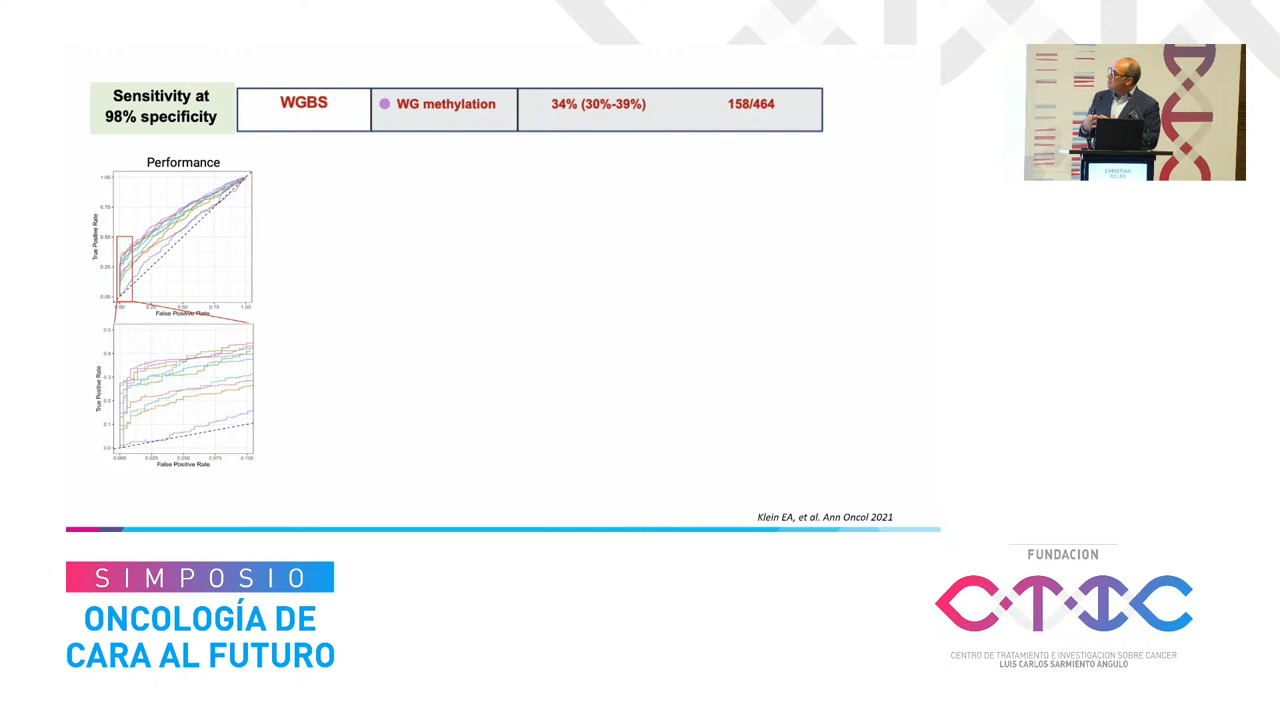 Sensitivity at
98% specificity
WGBS
WG methylation
34% (30%-39%)
158/464
Performance
True Positive Rate
1.00
0.75
0.50
0.25
0.00
0.00
0.25
0.50
0.75
1.00
False Positive Rate
True Positive Rate
0.5
0.4
0.3
0.2
0.1
0.0
0.000
0.025
0.050
0.075
0.100
False Positive Rate
Klein EA, et al. Ann Oncol 2021
CHRISTIAN
ROLFO
SIMPOSIO
ONCOLOGÍA DE
CARA AL FUTURO
FUNDACION
CTIC
CENTRO DE TRATAMIENTO E INVESTIGACION SOBRE CANCER
LUIS CARLOS SARMIENTO ANGULO